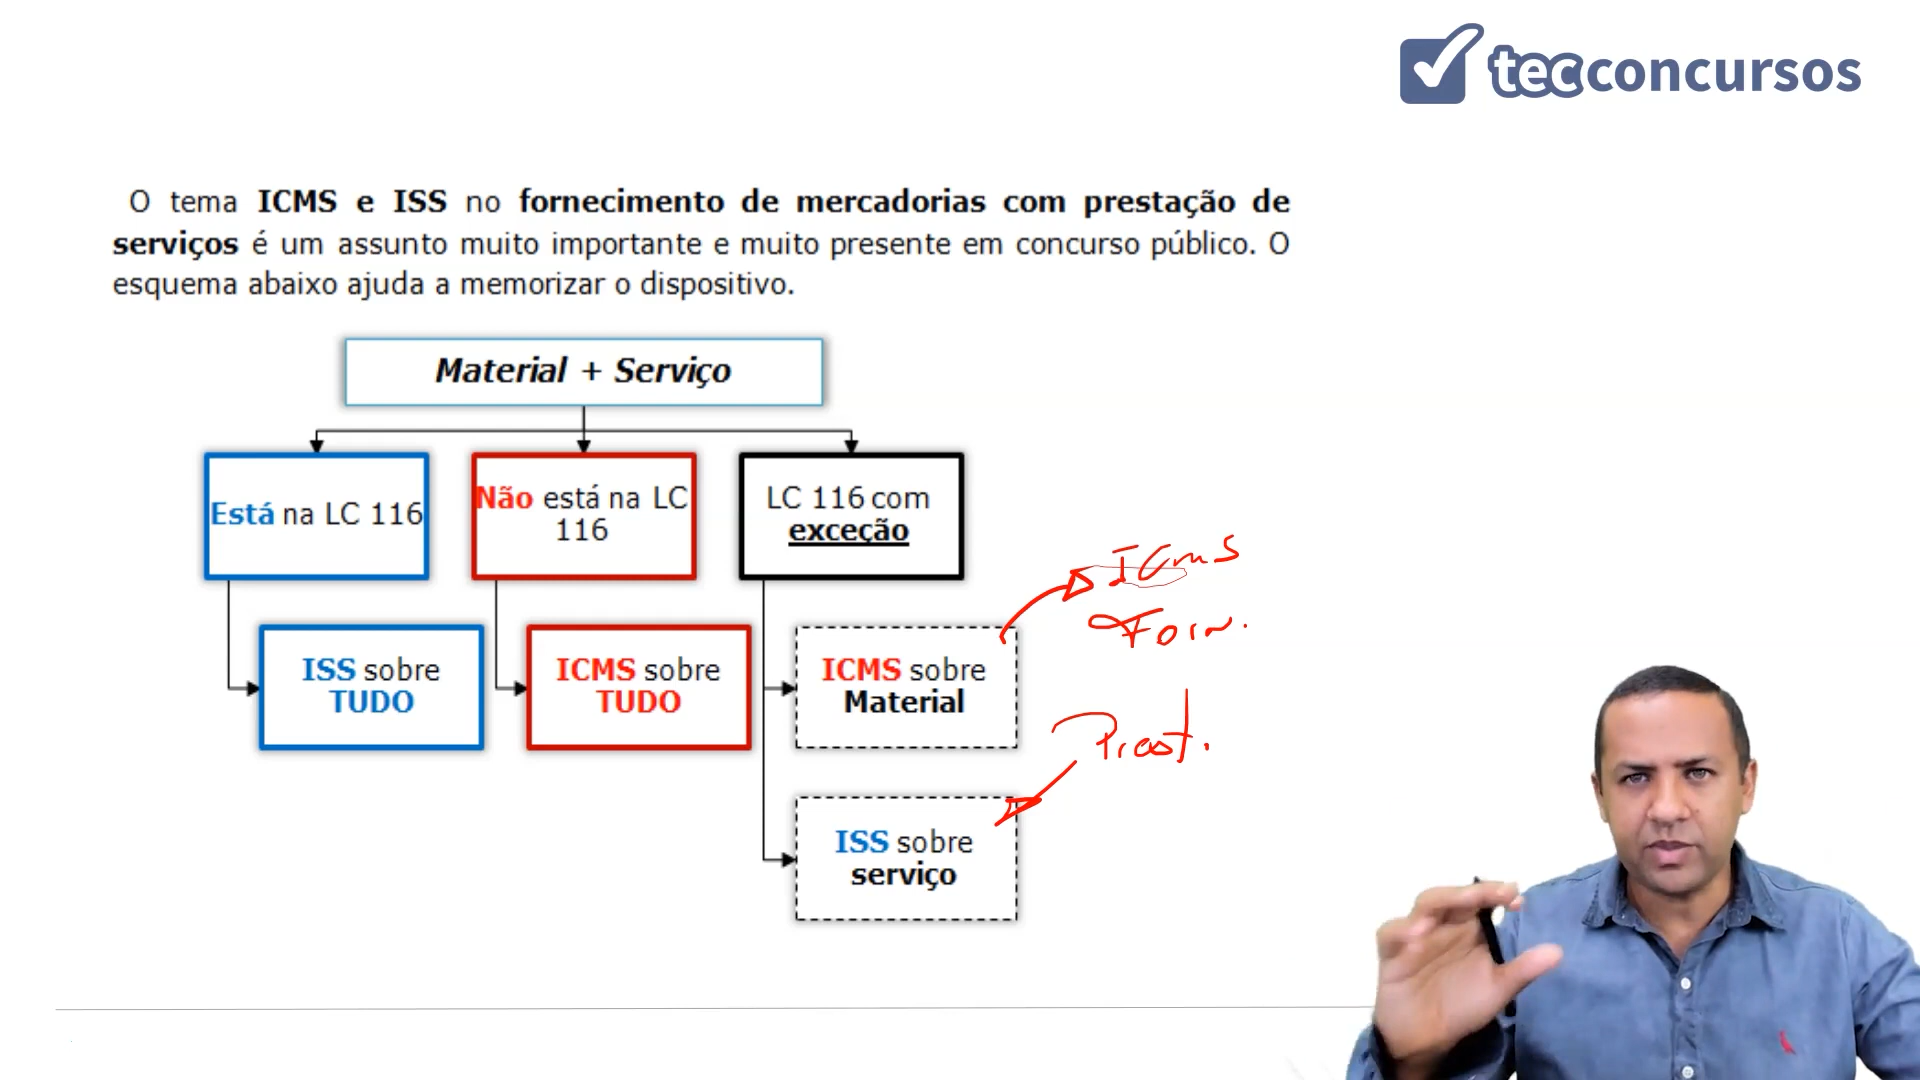 tecconcursos
O tema ICMS e ISS no fornecimento de mercadorias com prestação de
serviços é um assunto muito importante e muito presente em concurso público. O
esquema abaixo ajuda a memorizar o dispositivo.
Material + Serviço
Está na LC 116
Não está na LC
116
LC 116 com
exceção
ICMS
Forn.
ISS sobre
TUDO
ICMS sobre
TUDO
ICMS sobre
Material
Prest.
ISS sobre
serviço